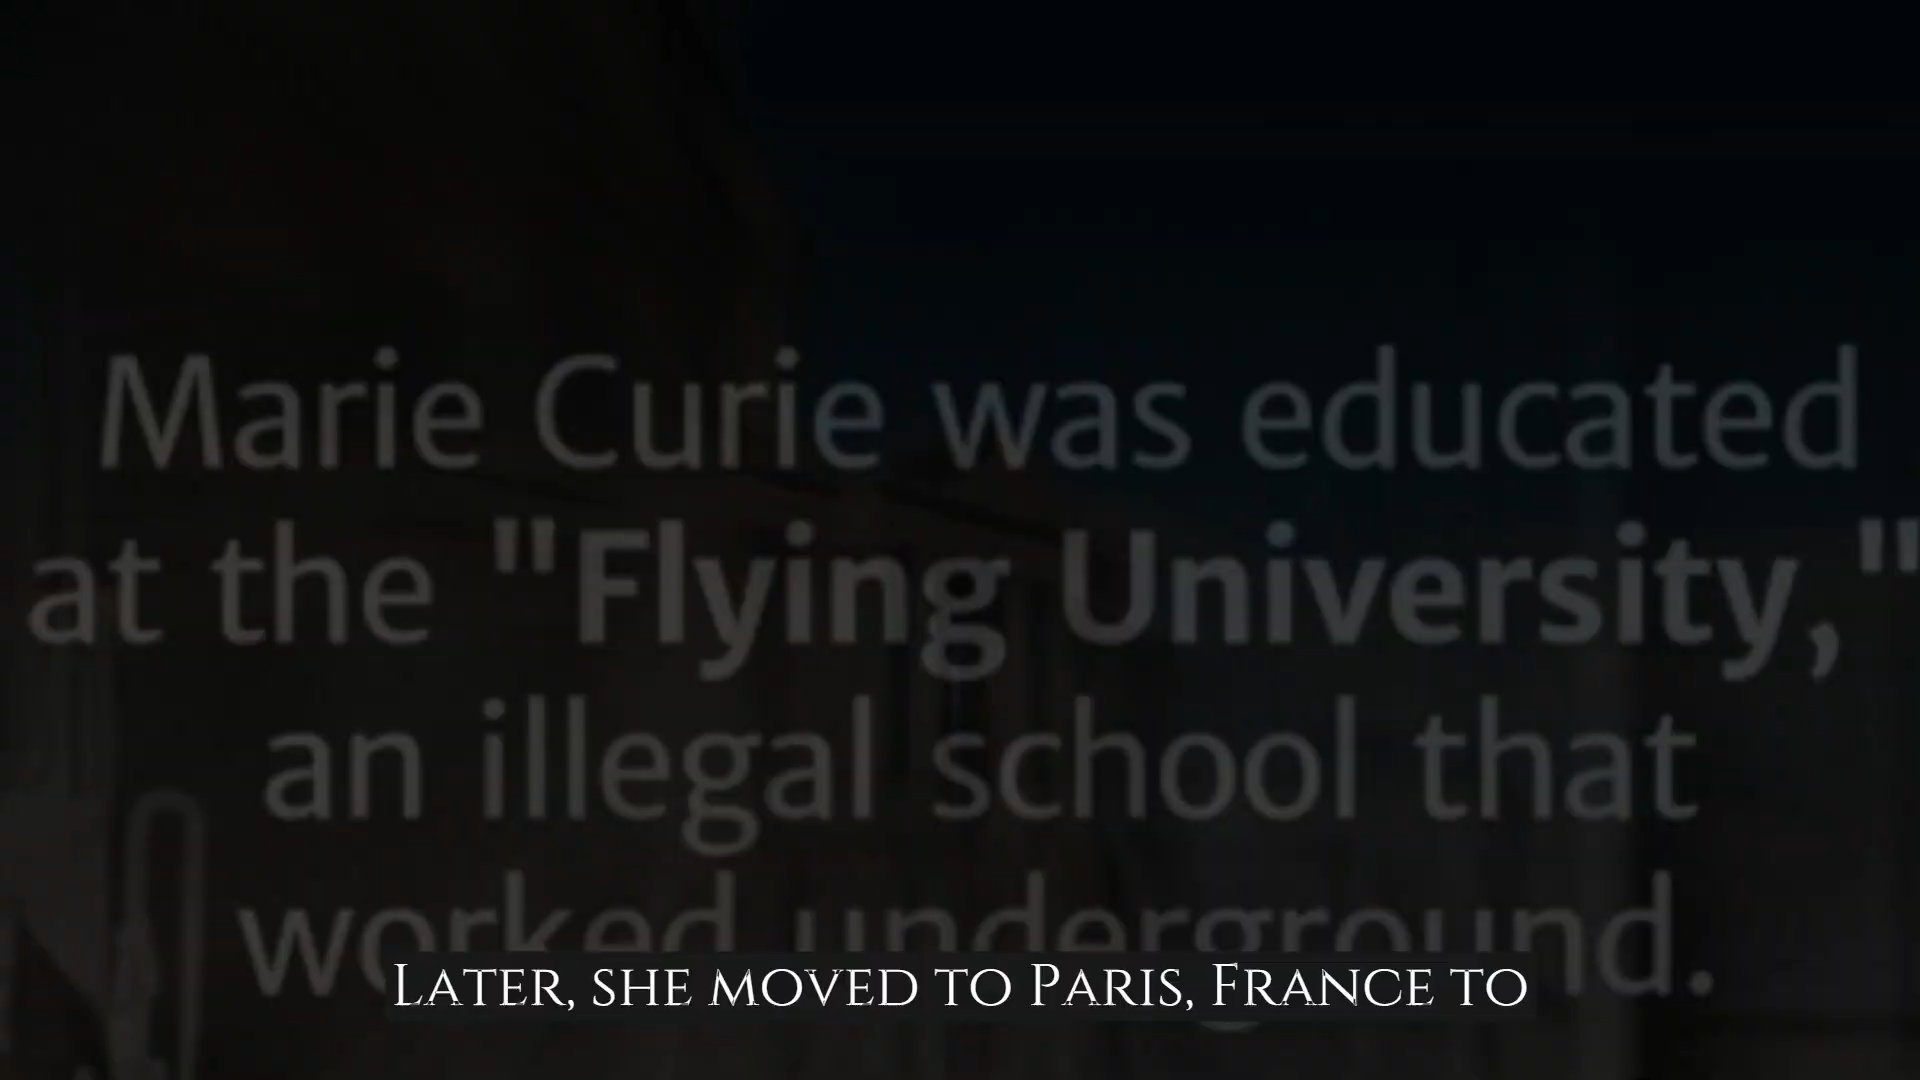 Marie Curie was educated
at the "Flying University,"
an illegal school that
worked underground.
Later, she moved to Paris, France to